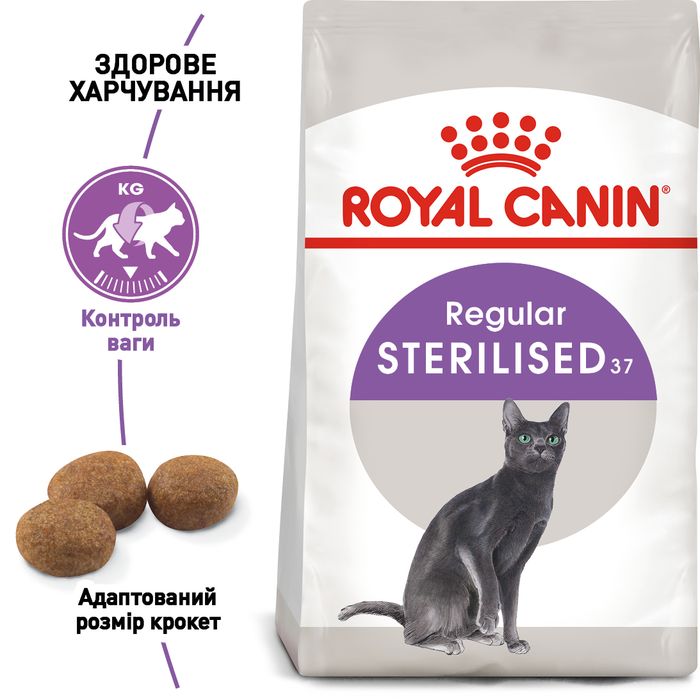 ЗДОРОВЕ
ХАРЧУВАННЯ
KG
Контроль
ваги
Адаптований
розмір крокет
ROYAL CANIN®
Regular
STERILISED 37